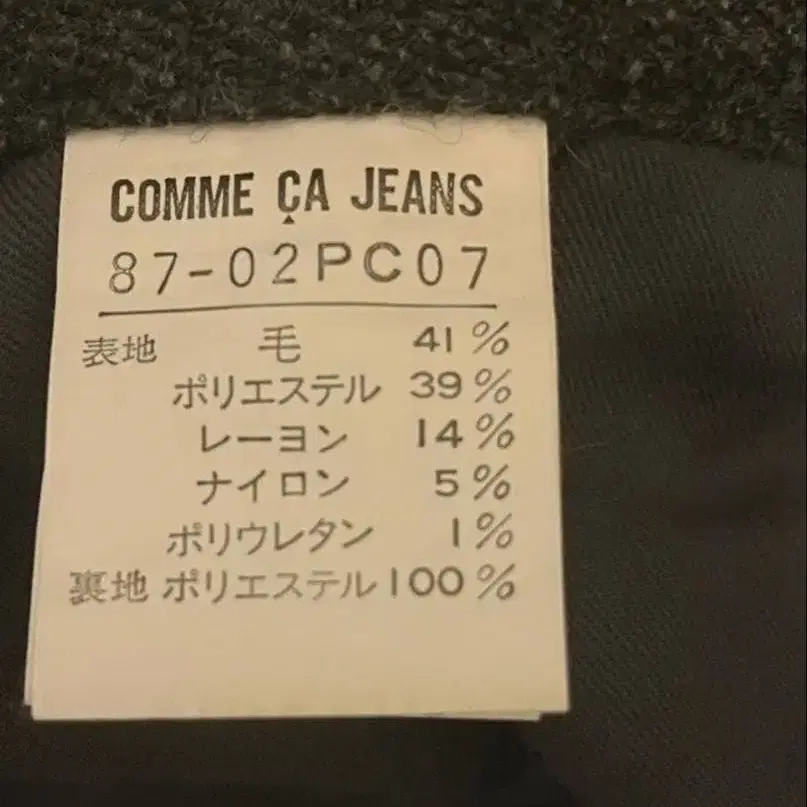 COMME ÇA JEANS
87-02PC07
表地 毛 41%
ポリエステル 39%
レーヨン 14%
ナイロン 5%
ポリウレタン 1%
裏地 ポリエステル 100%